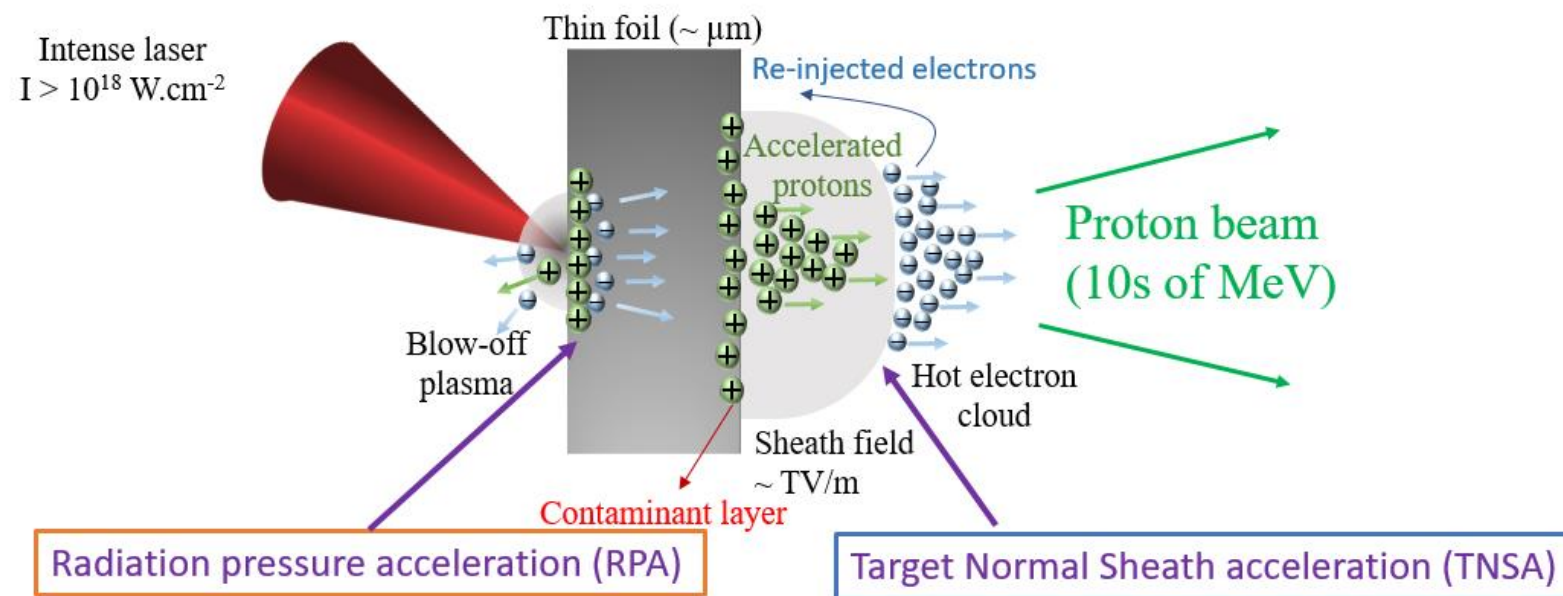 Intense laser
I > 10¹⁸ W.cm⁻²
Thin foil (~ μm)
Re-injected electrons
Accelerated
protons
Proton beam
(10s of MeV)
Blow-off
plasma
Hot electron
cloud
Sheath field
~ TV/m
Contaminant layer
Radiation pressure acceleration (RPA)
Target Normal Sheath acceleration (TNSA)